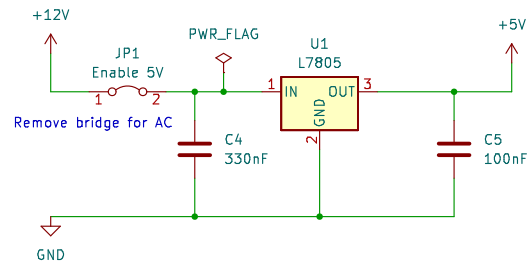 +12V
+5V
PWR_FLAG
JP1
Enable 5V
U1
L7805
1
2
1
IN
OUT
3
GND
2
Remove bridge for AC
C4
330nF
C5
100nF
GND